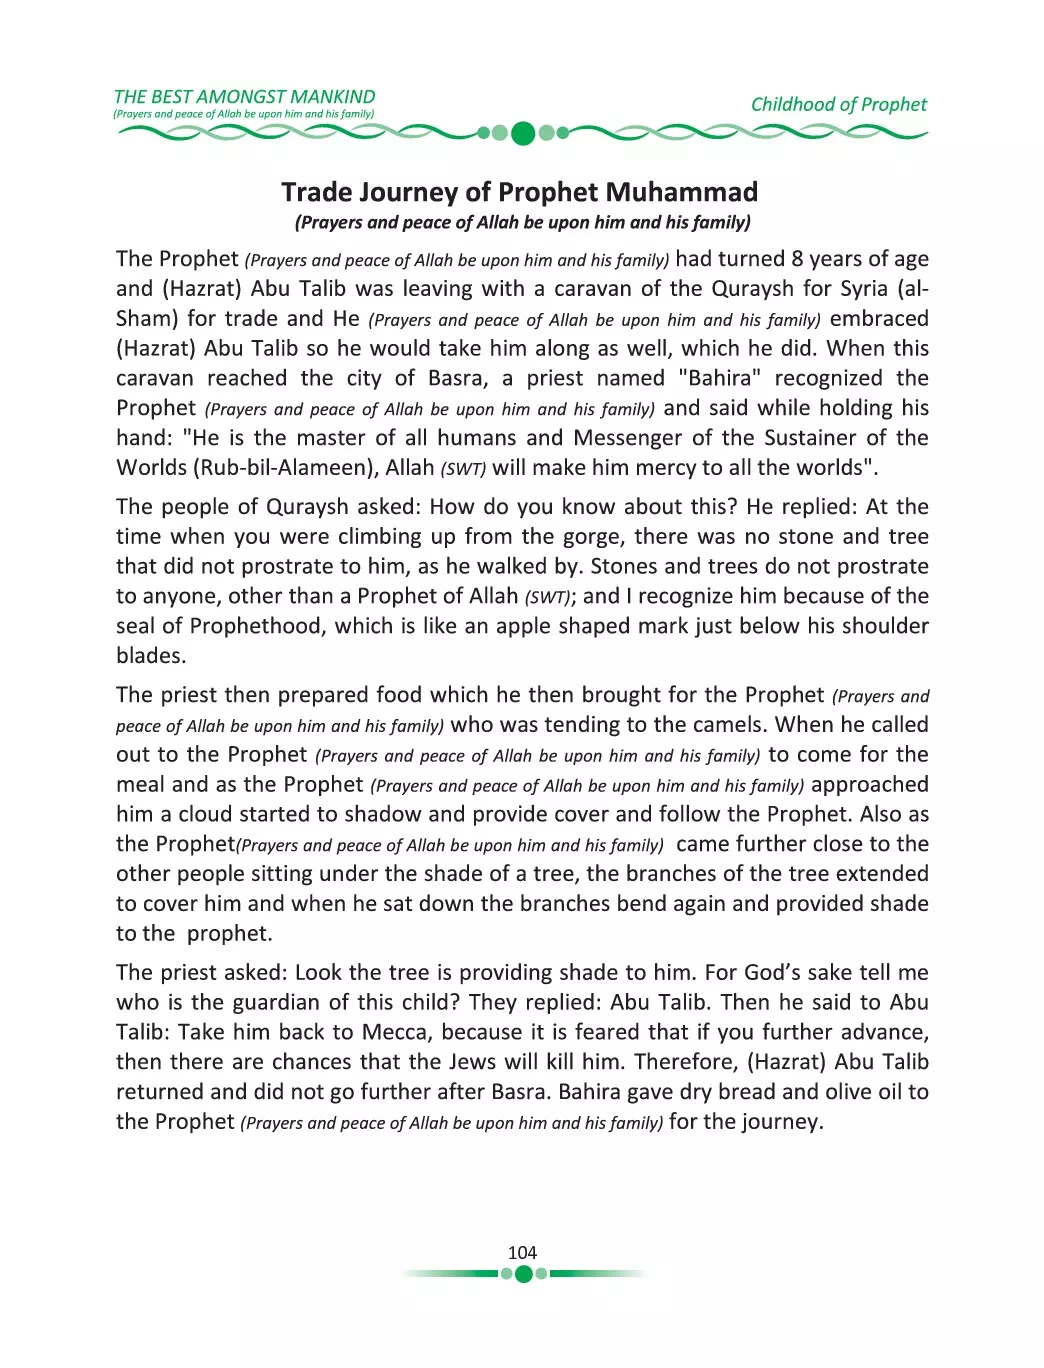 THE BEST AMONGST MANKIND
(Prayers and peace of Allah be upon him and his family)
Childhood of Prophet
Trade Journey of Prophet Muhammad
(Prayers and peace of Allah be upon him and his family)
The Prophet (Prayers and peace of Allah be upon him and his family) had turned 8 years of age
and (Hazrat) Abu Talib was leaving with a caravan of the Quraysh for Syria (al-
Sham) for trade and He (Prayers and peace of Allah be upon him and his family) embraced
(Hazrat) Abu Talib so he would take him along as well, which he did. When this
caravan reached the city of Basra, a priest named "Bahira" recognized the
Prophet (Prayers and peace of Allah be upon him and his family) and said while holding his
hand: "He is the master of all humans and Messenger of the Sustainer of the
Worlds (Rub-bil-Alameen), Allah (SWT) will make him mercy to all the worlds".
The people of Quraysh asked: How do you know about this? He replied: At the
time when you were climbing up from the gorge, there was no stone and tree
that did not prostrate to him, as he walked by. Stones and trees do not prostrate
to anyone, other than a Prophet of Allah (SWT); and I recognize him because of the
seal of Prophethood, which is like an apple shaped mark just below his shoulder
blades.
The priest then prepared food which he then brought for the Prophet (Prayers and
peace of Allah be upon him and his family) who was tending to the camels. When he called
out to the Prophet (Prayers and peace of Allah be upon him and his family) to come for the
meal and as the Prophet (Prayers and peace of Allah be upon him and his family) approached
him a cloud started to shadow and provide cover and follow the Prophet. Also as
the Prophet(Prayers and peace of Allah be upon him and his family) came further close to the
other people sitting under the shade of a tree, the branches of the tree extended
to cover him and when he sat down the branches bend again and provided shade
to the prophet.
The priest asked: Look the tree is providing shade to him. For God’s sake tell me
who is the guardian of this child? They replied: Abu Talib. Then he said to Abu
Talib: Take him back to Mecca, because it is feared that if you further advance,
then there are chances that the Jews will kill him. Therefore, (Hazrat) Abu Talib
returned and did not go further after Basra. Bahira gave dry bread and olive oil to
the Prophet (Prayers and peace of Allah be upon him and his family) for the journey.
104